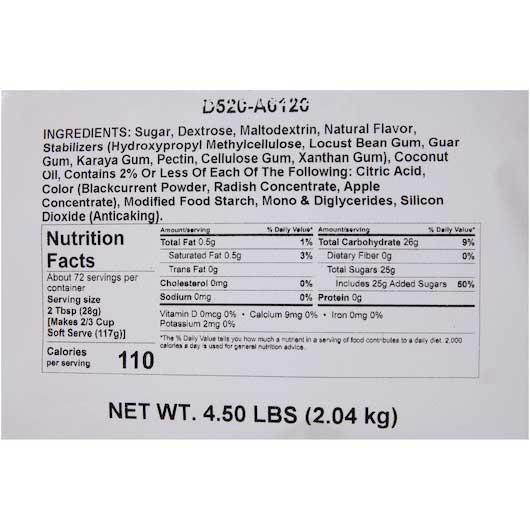 D520-A0120
INGREDIENTS: Sugar, Dextrose, Maltodextrin, Natural Flavor,
Stabilizers (Hydroxypropyl Methylcellulose, Locust Bean Gum, Guar
Gum, Karaya Gum, Pectin, Cellulose Gum, Xanthan Gum), Coconut
Oil, Contains 2% Or Less Of Each Of The Following: Citric Acid,
Color (Blackcurrent Powder, Radish Concentrate, Apple
Concentrate), Modified Food Starch, Mono & Diglycerides, Silicon
Dioxide (Anticaking).
Nutrition
Facts
About 72 servings per
container
Serving size
2 Tbsp (28g)
[Makes 2/3 Cup
Soft Serve (117g)]
Calories
per serving 110
Amount/serving % Daily Value*
Total Fat 0.5g 1%
Saturated Fat 0.5g 3%
Trans Fat 0g
Cholesterol 0mg 0%
Sodium 0mg 0%
Amount/serving % Daily Value*
Total Carbohydrate 26g 9%
Dietary Fiber 0g 0%
Total Sugars 25g
Includes 25g Added Sugars 50%
Protein 0g
Vitamin D 0mcg 0% • Calcium 9mg 0% • Iron 0mg 0%
Potassium 2mg 0%
*The % Daily Value tells you how much a nutrient in a serving of food contributes to a daily diet. 2,000
calories a day is used for general nutrition advice.
NET WT. 4.50 LBS (2.04 kg)